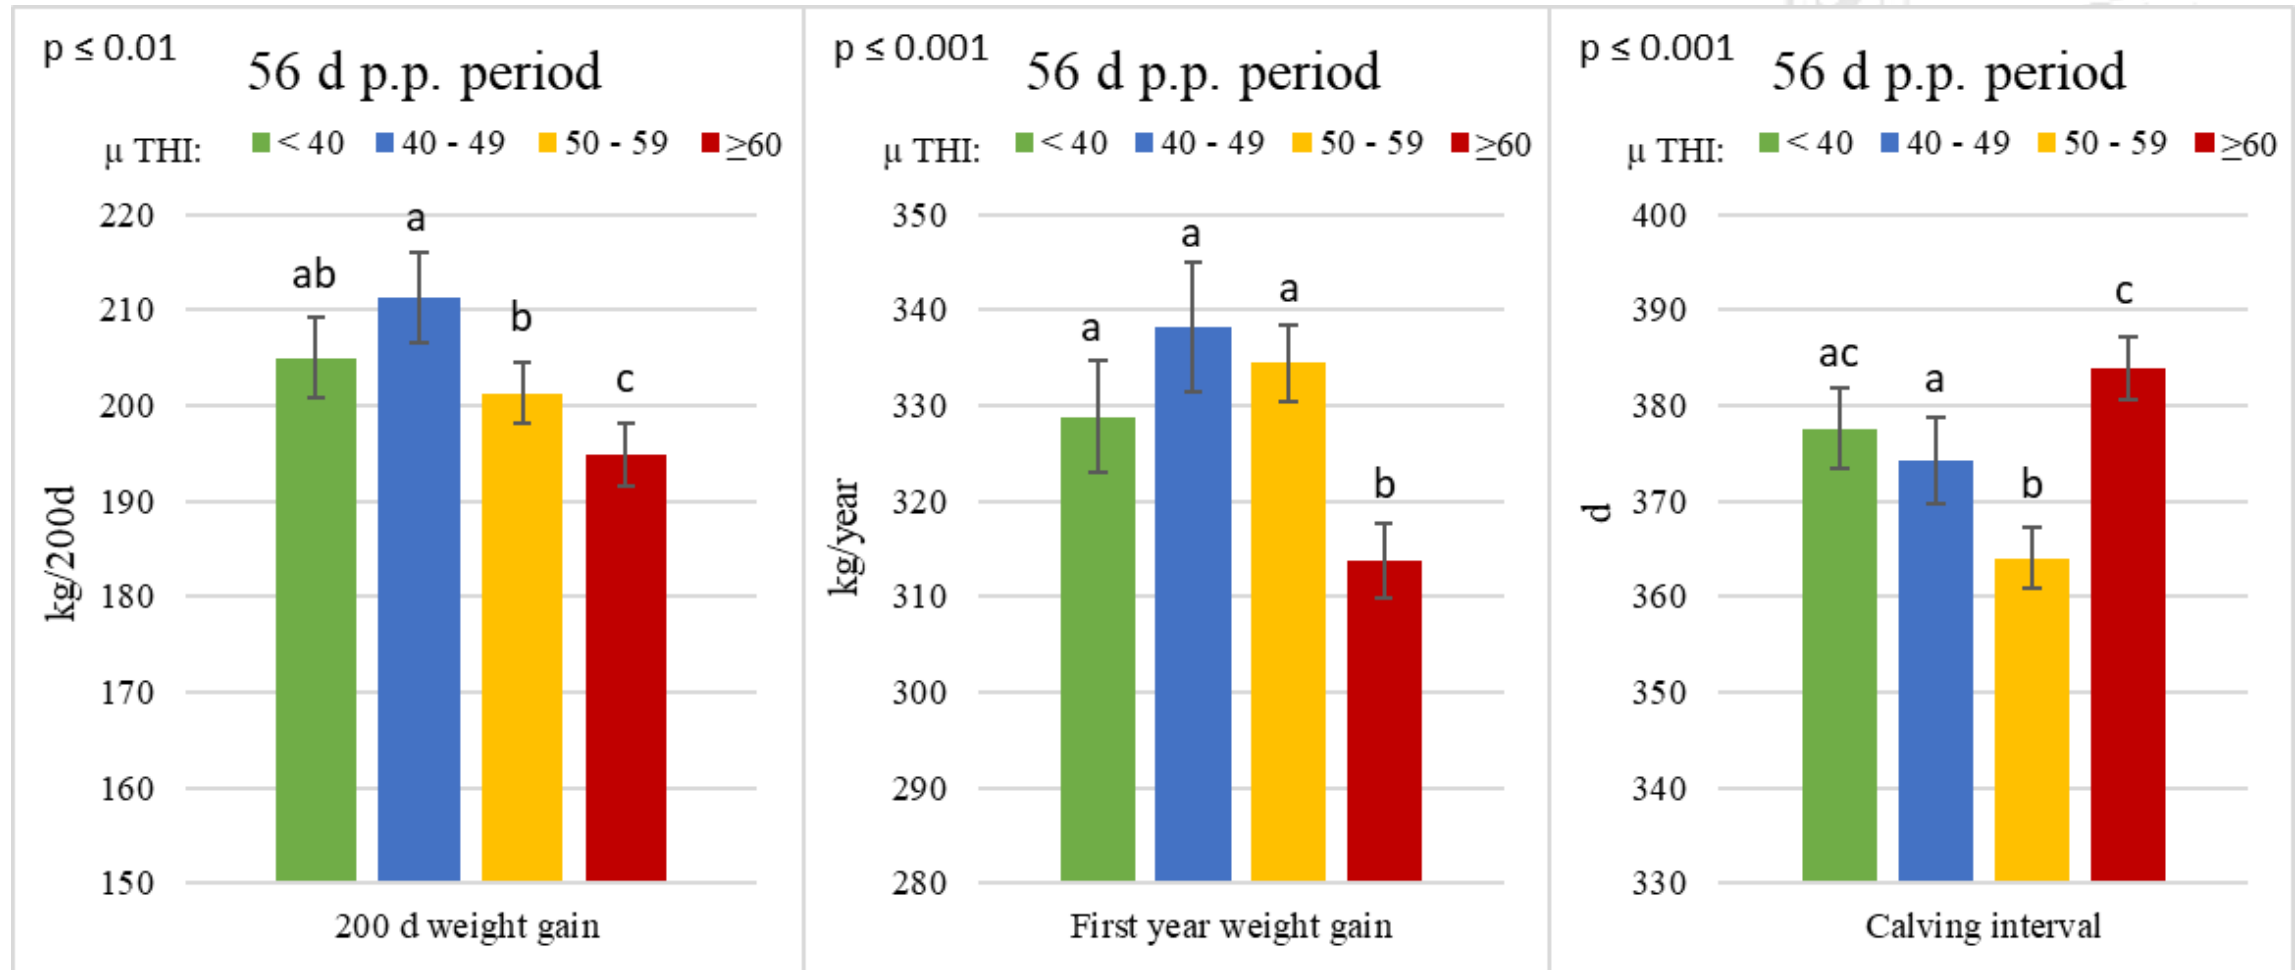 p ≤ 0.01
56 d p.p. period
μ THI: < 40 40 - 49 50 - 59 ≥60
220
210
200
190
180
170
160
150
kg/200d
ab
a
b
c
200 d weight gain
p ≤ 0.001
56 d p.p. period
μ THI: < 40 40 - 49 50 - 59 ≥60
350
340
330
320
310
300
290
280
kg/year
a
a
a
b
First year weight gain
p ≤ 0.001
56 d p.p. period
μ THI: < 40 40 - 49 50 - 59 ≥60
400
390
380
370
360
350
340
330
d
ac
a
b
c
Calving interval